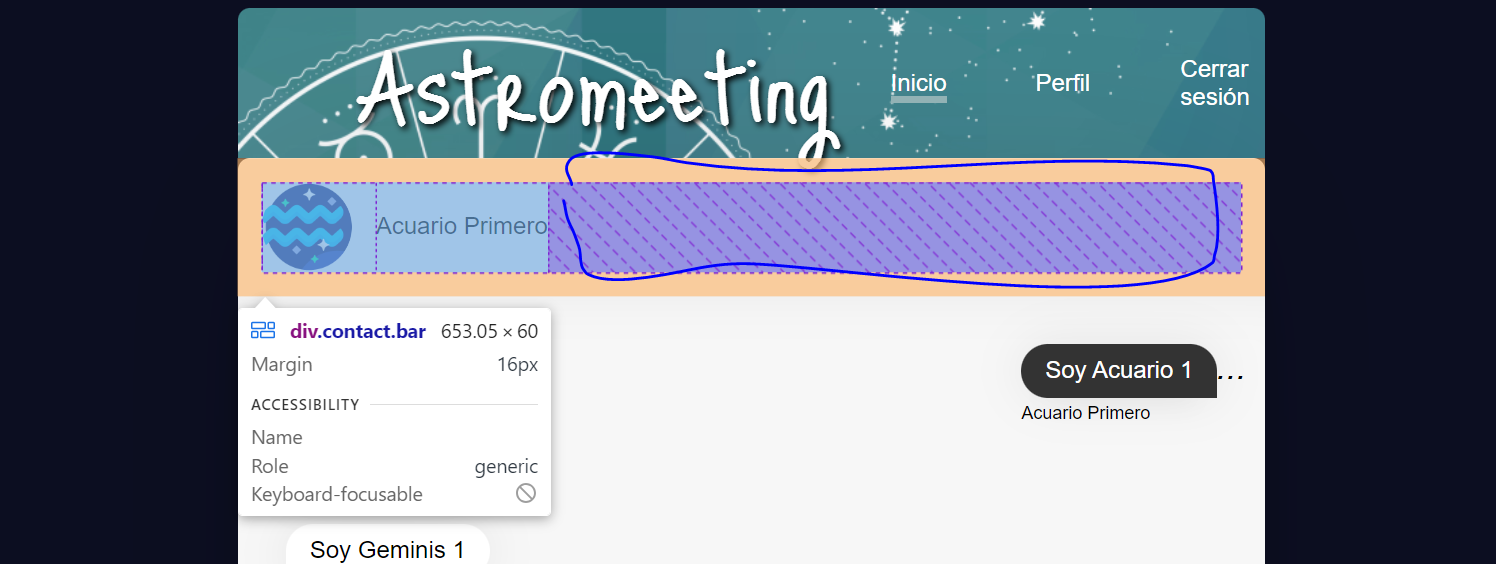 Astromeeting
Inicio
Perfil
Cerrar
sesión
Acuario Primero
div.contact.bar 653.05 × 60
Margin 16px
ACCESSIBILITY
Name
Role generic
Keyboard-focusable
Soy Acuario 1 ...
Acuario Primero
Soy Geminis 1